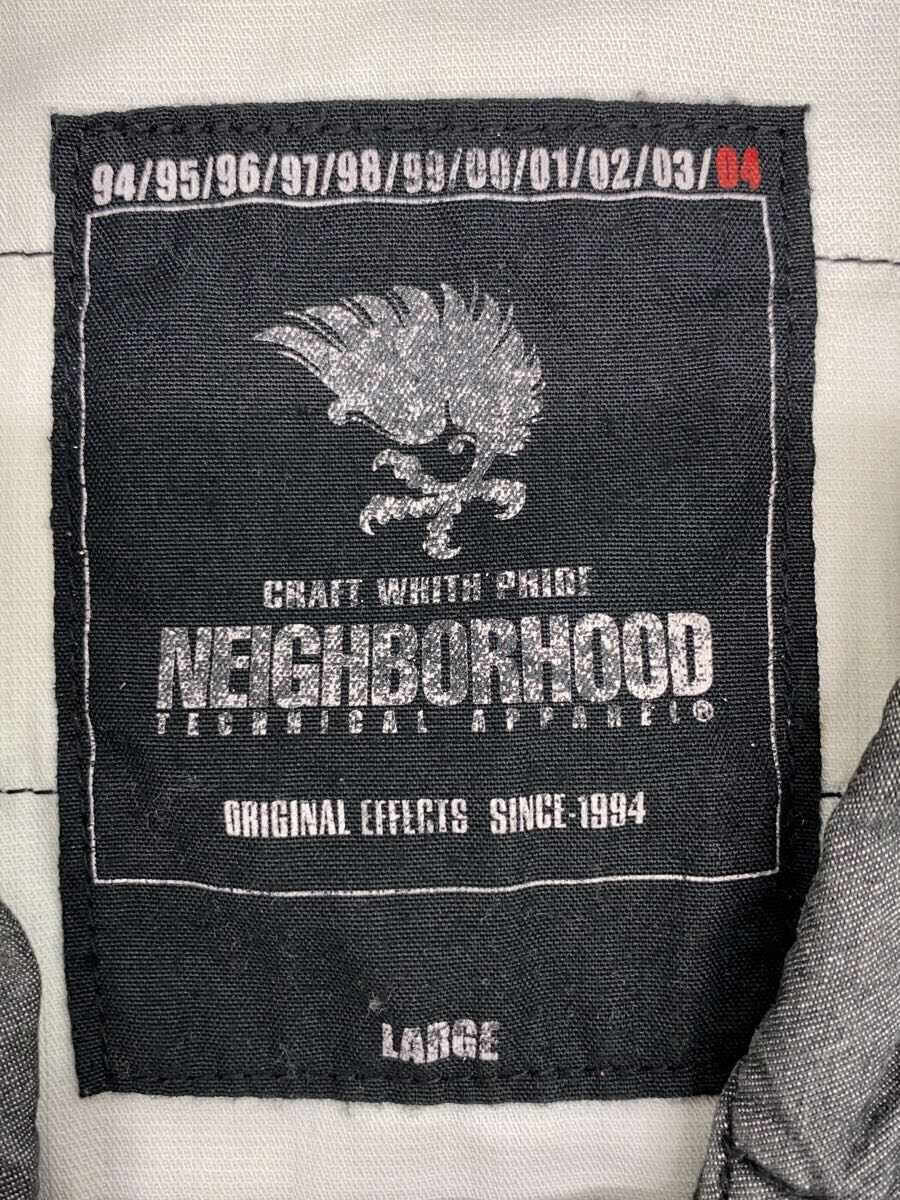 94/95/96/97/98/99/00/01/02/03/04
CRAFT WHITH PRIDE
NEIGHBORHOOD
TECHNICAL APPAREL®
ORIGINAL EFFECTS SINCE-1994
LARGE